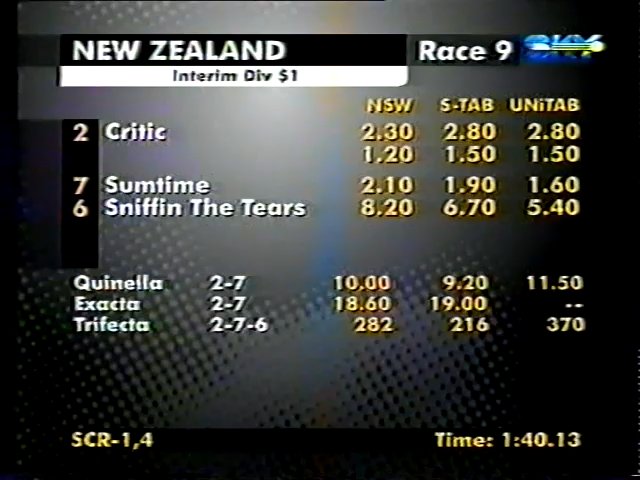 NEW ZEALAND Race 9 SKY
Interim Div $1
NSW S-TAB UNiTAB
2 Critic 2.30 2.80 2.80
1.20 1.50 1.50
7 Sumtime 2.10 1.90 1.60
6 Sniffin The Tears 8.20 6.70 5.40
Quinella 2-7 10.00 9.20 11.50
Exacta 2-7 18.60 19.00 --
Trifecta 2-7-6 282 216 370
SCR-1,4 Time: 1:40.13